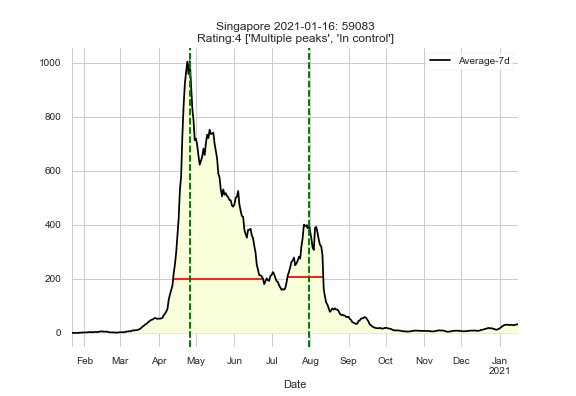 Singapore 2021-01-16: 59083
Rating:4 ['Multiple peaks', 'In control']
Average-7d
1000
800
600
400
200
0
Feb Mar Apr May Jun Jul Aug Sep Oct Nov Dec Jan
2021
Date